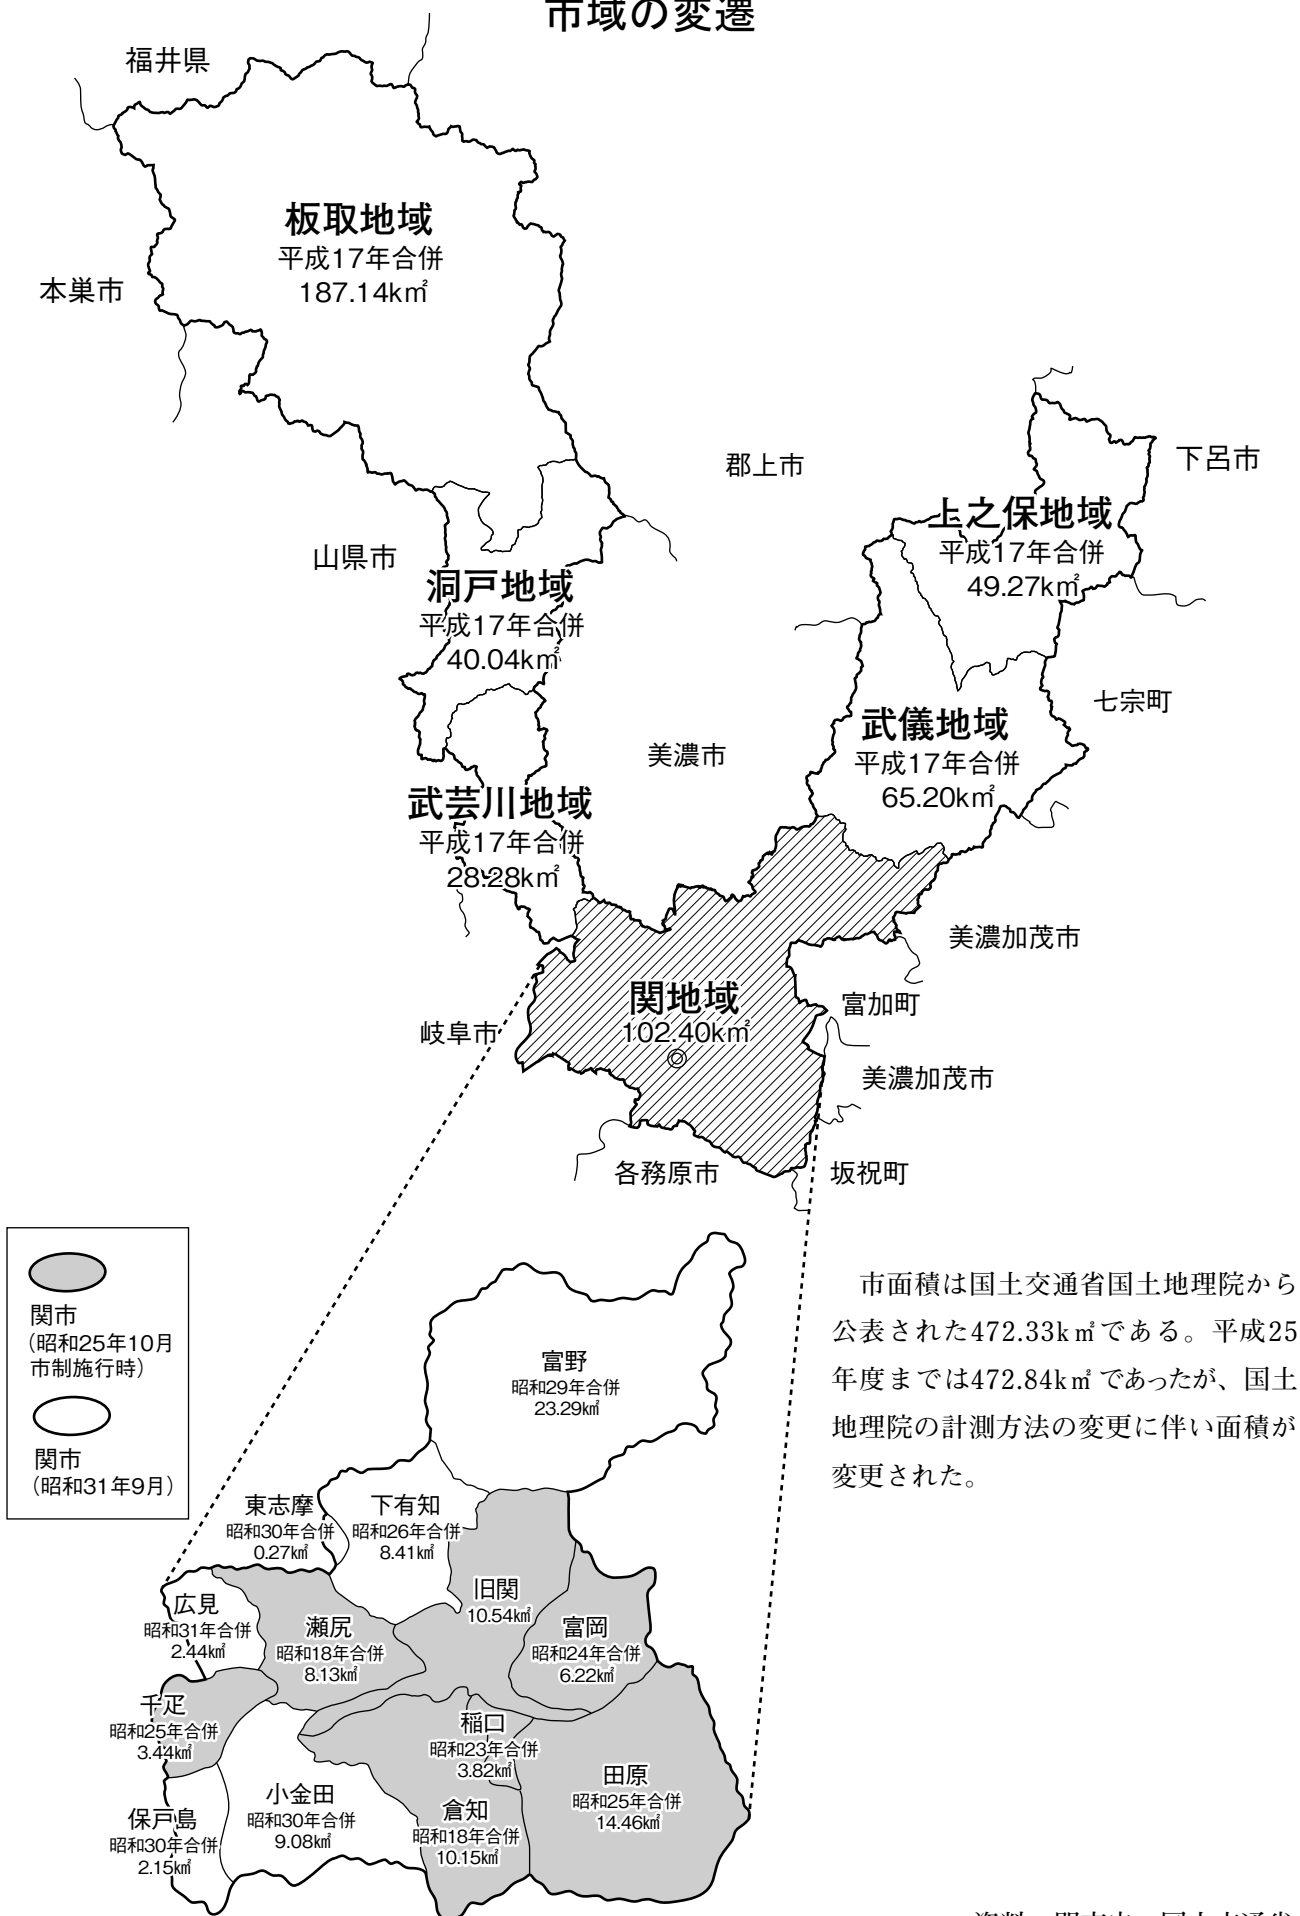 市域の変遷
福井県
板取地域
平成17年合併
187.14k㎡
本巣市
郡上市
下呂市
上之保地域
平成17年合併
49.27k㎡
山県市
洞戸地域
平成17年合併
40.04k㎡
七宗町
武儀地域
平成17年合併
65.20k㎡
美濃市
武芸川地域
平成17年合併
28.28k㎡
美濃加茂市
関地域
102.40k㎡
富加町
岐阜市
美濃加茂市
各務原市
坂祝町
関市
(昭和25年10月
市制施行時)
関市
(昭和31年9月)
市面積は国土交通省国土地理院から
公表された472.33k㎡である。平成25
年度までは472.84k㎡であったが、国土
地理院の計測方法の変更に伴い面積が
変更された。
富野
昭和29年合併
23.29k㎡
東志摩
昭和30年合併
0.27k㎡
下有知
昭和26年合併
8.41k㎡
旧関
10.54k㎡
広見
昭和31年合併
2.44k㎡
瀬尻
昭和18年合併
8.13k㎡
富岡
昭和24年合併
6.22k㎡
千疋
昭和25年合併
3.44k㎡
稲口
昭和23年合併
3.82k㎡
田原
昭和25年合併
14.46k㎡
小金田
昭和30年合併
9.08k㎡
倉知
昭和18年合併
10.15k㎡
保戸島
昭和30年合併
2.15k㎡